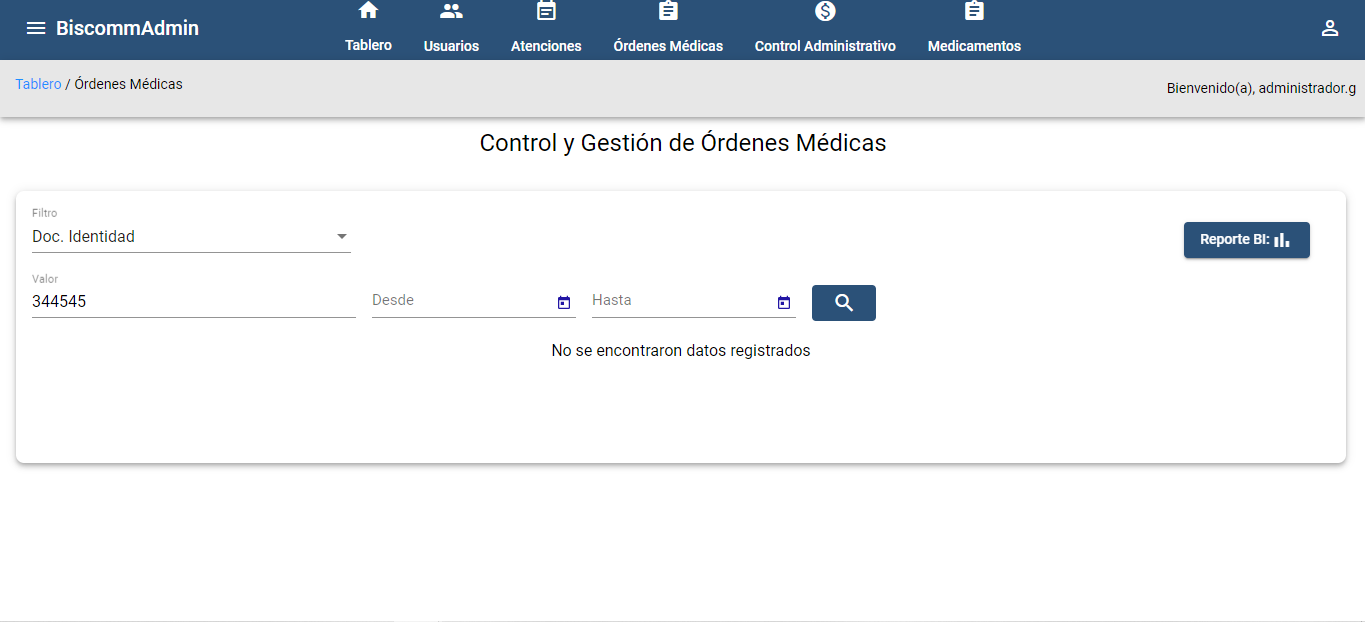 BiscommAdmin
Tablero
Usuarios
Atenciones
Órdenes Médicas
Control Administrativo
Medicamentos
Tablero / Órdenes Médicas
Bienvenido(a), administrador.g
Control y Gestión de Órdenes Médicas
Filtro
Doc. Identidad
Reporte BI:
Valor
344545
Desde
Hasta
No se encontraron datos registrados